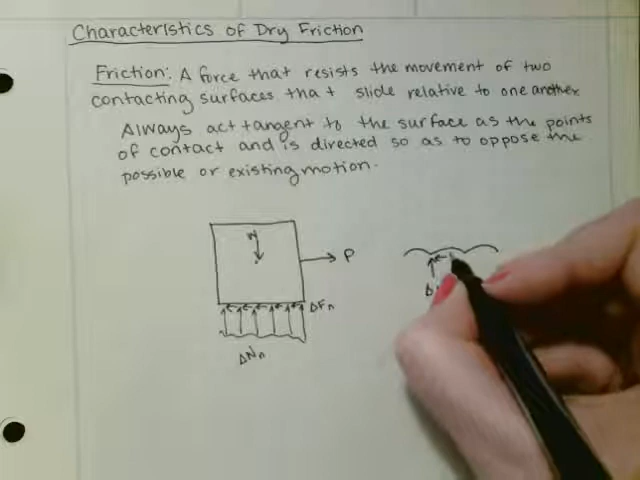 Characteristics of Dry Friction
Friction: A force that resists the movement of two
contacting surfaces that slide relative to one another
Always act tangent to the surface as the points
of contact and is directed so as to oppose the
possible or existing motion.
W
P
ΔFn
ΔNn
Δ